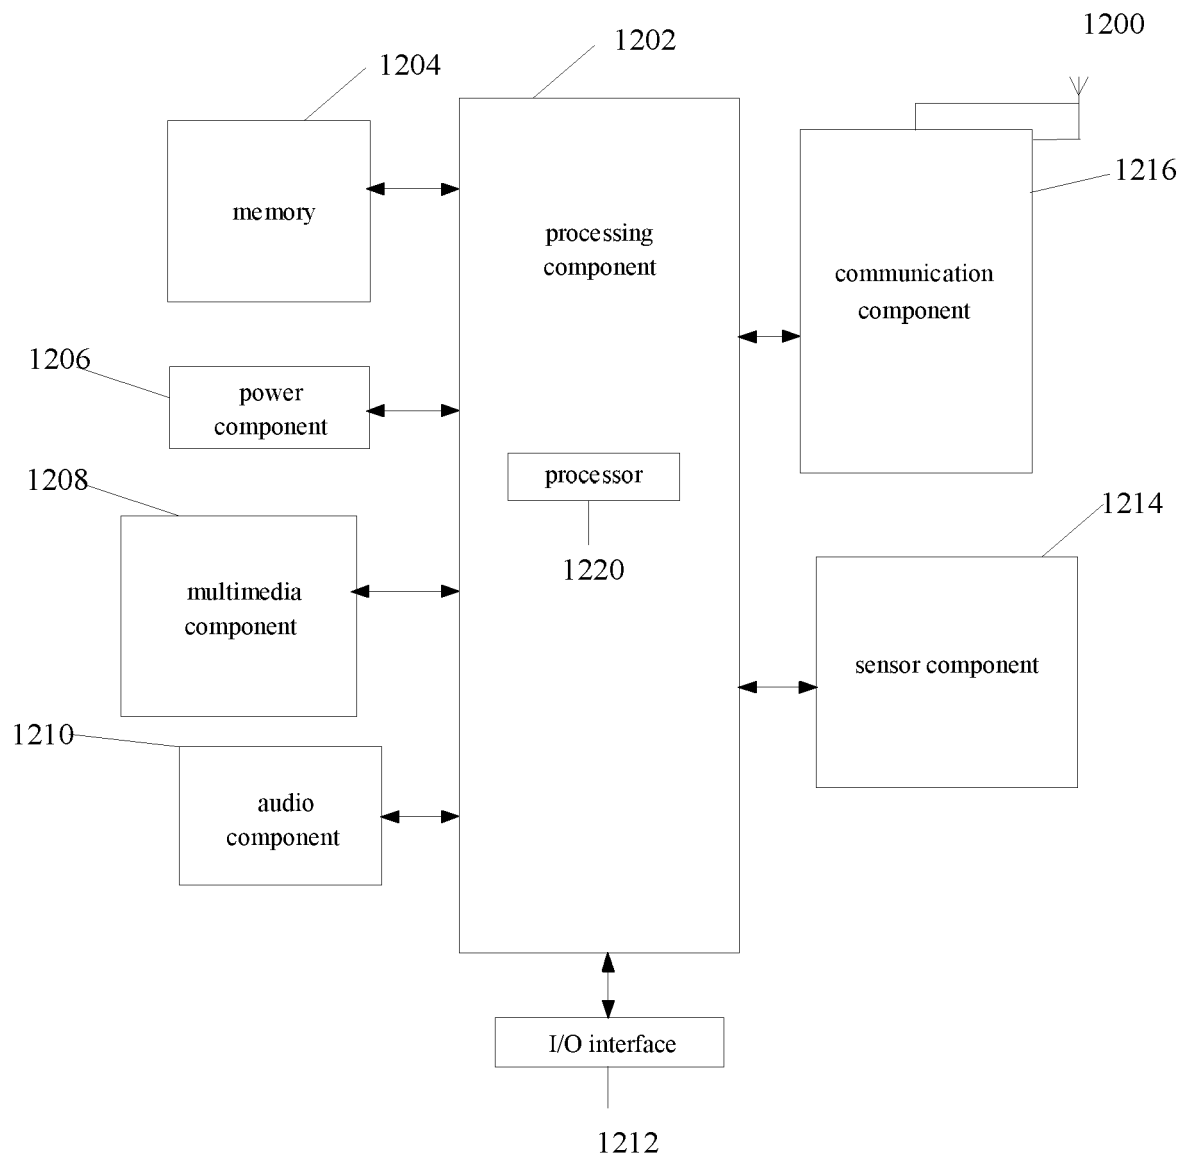 1200
1202
1204
1216
memory
processing
component
communication
component
1206
power
component
1208
processor
1214
1220
multimedia
component
sensor component
1210
audio
component
I/O interface
1212